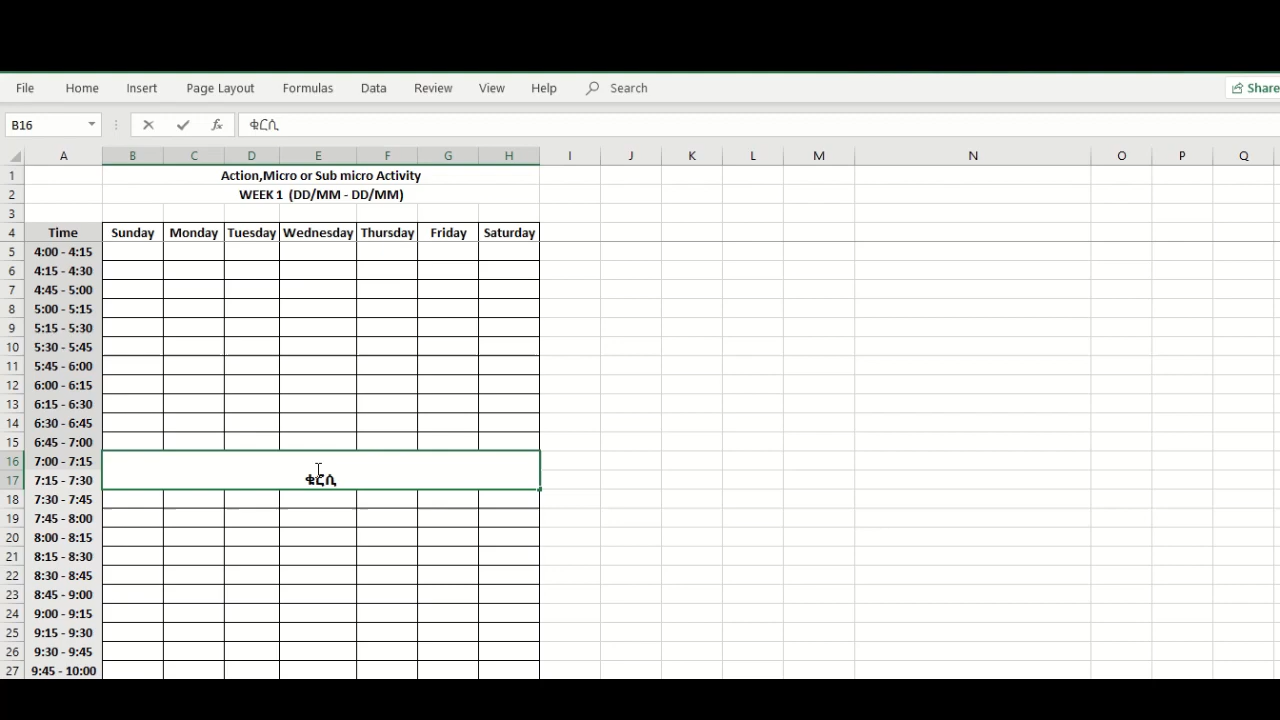 File Home Insert Page Layout Formulas Data Review View Help Search Share
B16 fx ቁርሲ
A B C D E F G H I J K L M N O P Q
1 Action,Micro or Sub micro Activity
2 WEEK 1 (DD/MM - DD/MM)
3
4 Time Sunday Monday Tuesday Wednesday Thursday Friday Saturday
5 4:00 - 4:15
6 4:15 - 4:30
7 4:45 - 5:00
8 5:00 - 5:15
9 5:15 - 5:30
10 5:30 - 5:45
11 5:45 - 6:00
12 6:00 - 6:15
13 6:15 - 6:30
14 6:30 - 6:45
15 6:45 - 7:00
16 7:00 - 7:15
17 7:15 - 7:30 ቁርሲ
18 7:30 - 7:45
19 7:45 - 8:00
20 8:00 - 8:15
21 8:15 - 8:30
22 8:30 - 8:45
23 8:45 - 9:00
24 9:00 - 9:15
25 9:15 - 9:30
26 9:30 - 9:45
27 9:45 - 10:00